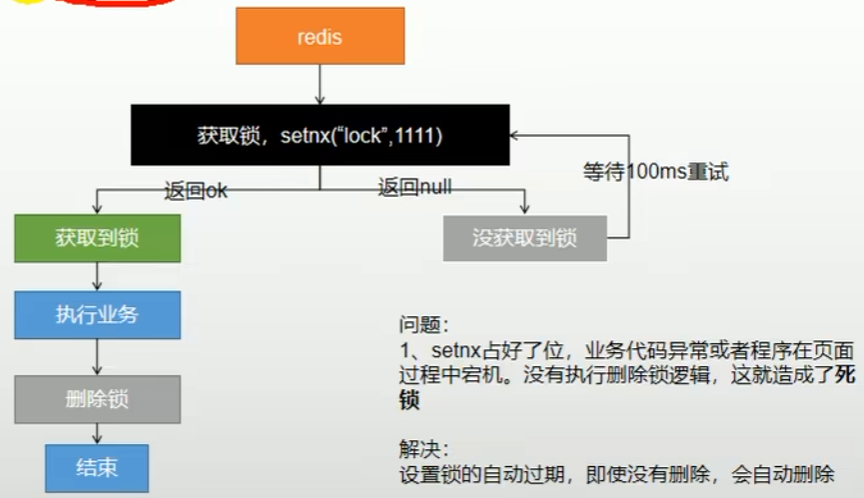 redis
获取锁，setnx(“lock”,1111)
返回ok
返回null
等待100ms重试
获取到锁
没获取到锁
执行业务
删除锁
结束
问题：
1、setnx占好了位，业务代码异常或者程序在页面
过程中宕机。没有执行删除锁逻辑，这就造成了死
锁
解决：
设置锁的自动过期，即使没有删除，会自动删除